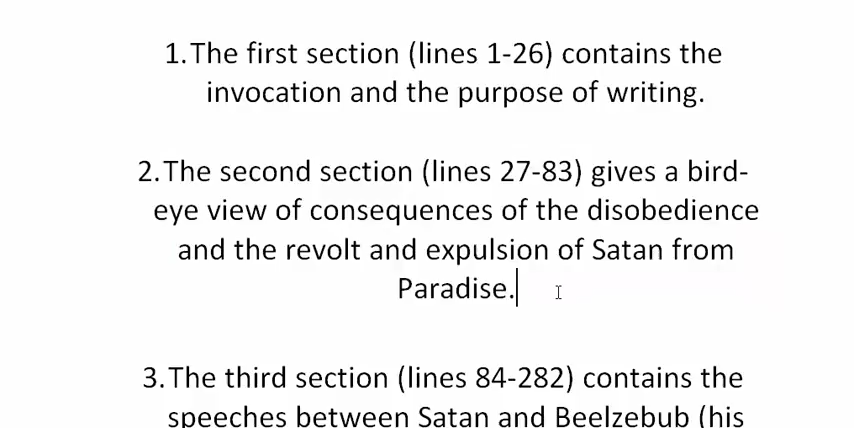 1.The first section (lines 1-26) contains the
invocation and the purpose of writing.
2.The second section (lines 27-83) gives a bird-
eye view of consequences of the disobedience
and the revolt and expulsion of Satan from
Paradise.
3.The third section (lines 84-282) contains the
speeches between Satan and Beelzebub (his